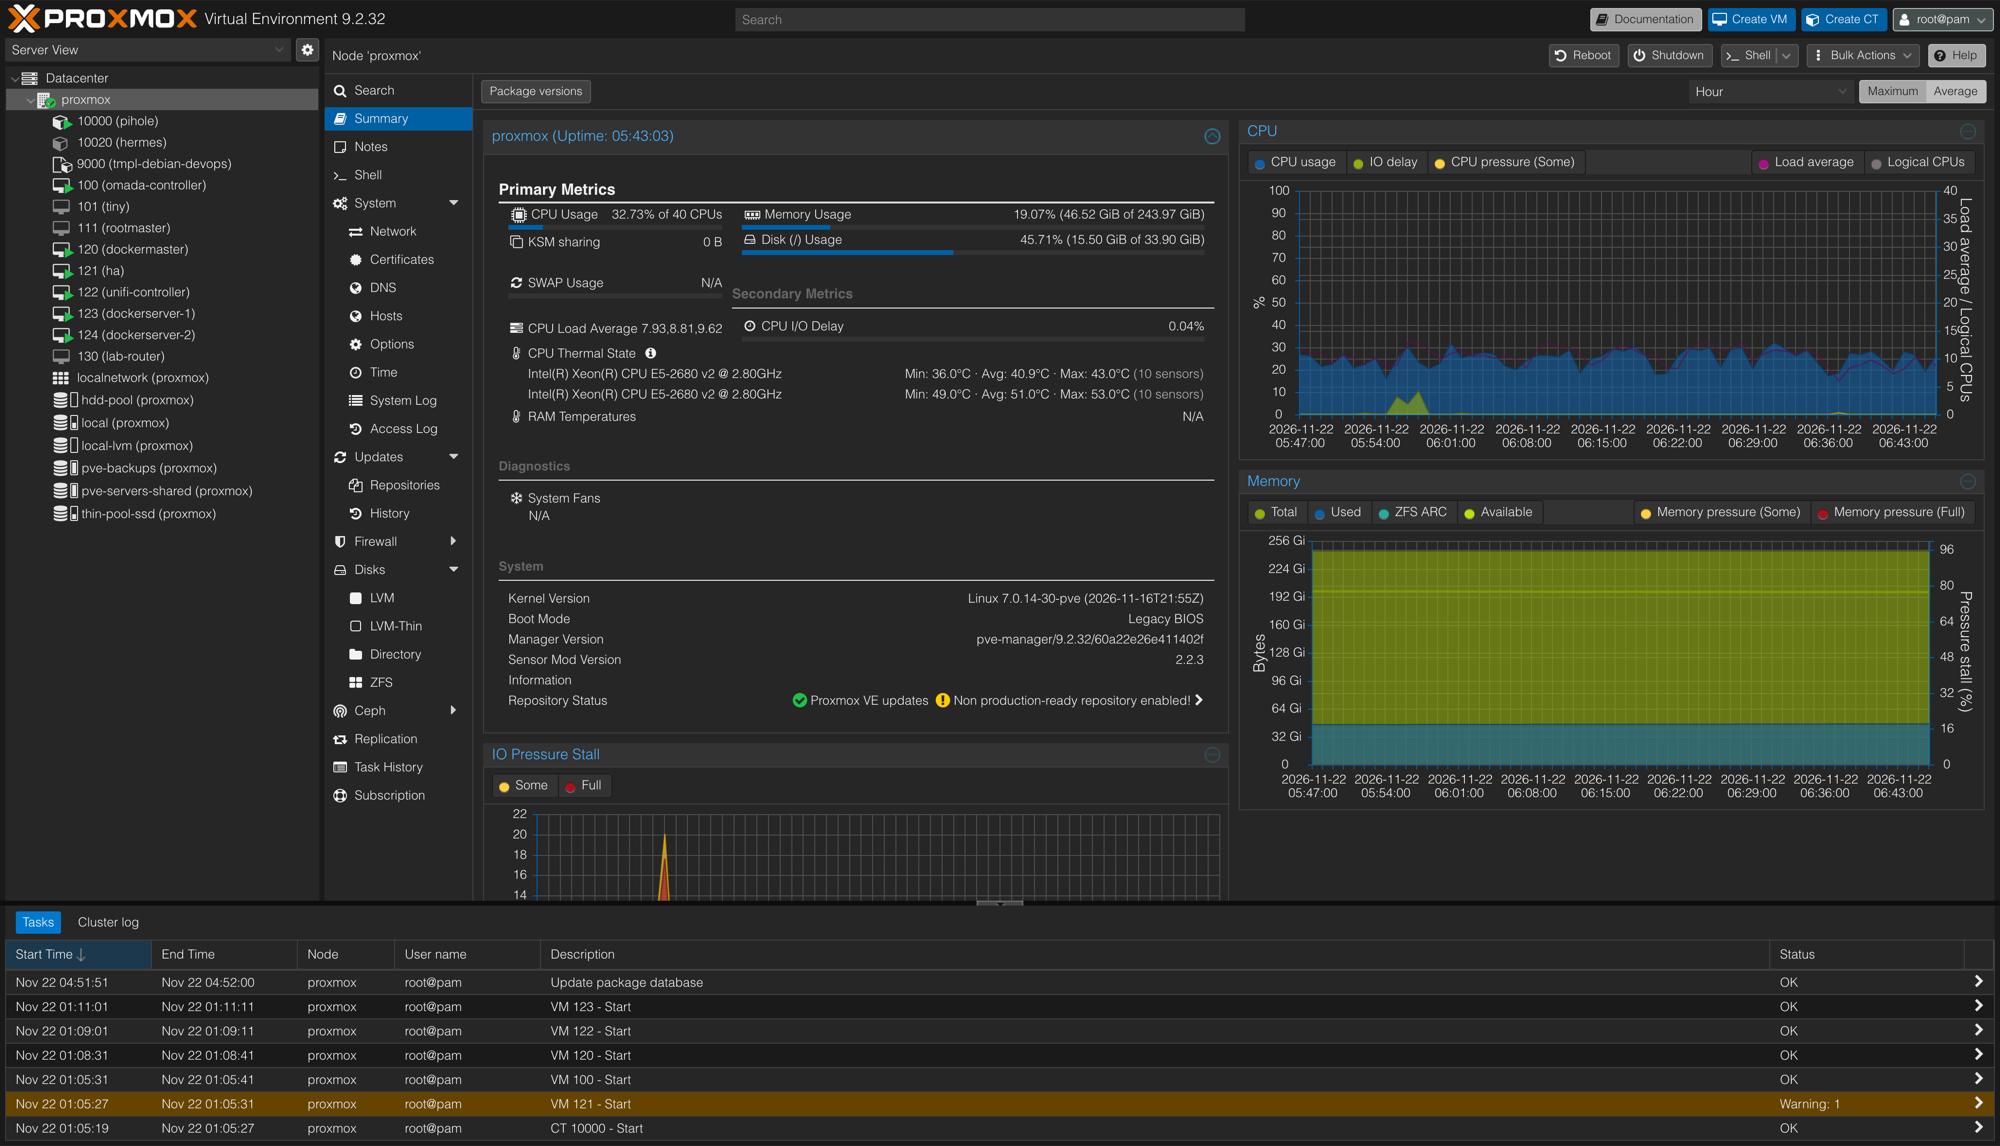 PROXMOX Virtual Environment 9.2.32
Search
Documentation
Create VM
Create CT
root@pam
Server View
Node 'proxmox'
Reboot
Shutdown
Shell
Bulk Actions
Help
Datacenter
proxmox
10000 (pihole)
10020 (hermes)
9000 (tmpl-debian-devops)
100 (omada-controller)
101 (tiny)
111 (rootmaster)
120 (dockermaster)
121 (ha)
122 (unifi-controller)
123 (dockerserver-1)
124 (dockerserver-2)
130 (lab-router)
localnetwork (proxmox)
hdd-pool (proxmox)
local (proxmox)
local-lvm (proxmox)
pve-backups (proxmox)
pve-servers-shared (proxmox)
thin-pool-ssd (proxmox)
Search
Summary
Notes
Shell
System
Network
Certificates
DNS
Hosts
Options
Time
System Log
Access Log
Updates
Repositories
History
Firewall
Disks
LVM
LVM-Thin
Directory
ZFS
Ceph
Replication
Task History
Subscription
Package versions
Hour
Maximum
Average
proxmox (Uptime: 05:43:03)
Primary Metrics
CPU Usage 32.73% of 40 CPUs
Memory Usage 19.07% (46.52 GiB of 243.97 GiB)
KSM sharing 0 B
Disk (/) Usage 45.71% (15.50 GiB of 33.90 GiB)
SWAP Usage N/A
Secondary Metrics
CPU Load Average 7.93,8.81,9.62
CPU I/O Delay 0.04%
CPU Thermal State
Intel(R) Xeon(R) CPU E5-2680 v2 @ 2.80GHz Min: 36.0°C · Avg: 40.9°C · Max: 43.0°C (10 sensors)
Intel(R) Xeon(R) CPU E5-2680 v2 @ 2.80GHz Min: 49.0°C · Avg: 51.0°C · Max: 53.0°C (10 sensors)
RAM Temperatures N/A
Diagnostics
System Fans
N/A
System
Kernel Version Linux 7.0.14-30-pve (2026-11-16T21:55Z)
Boot Mode Legacy BIOS
Manager Version pve-manager/9.2.32/60a22e26e411402f
Sensor Mod Version 2.2.3
Information
Repository Status Proxmox VE updates Non production-ready repository enabled!
IO Pressure Stall
Some
Full
22
20
18
16
14
CPU
CPU usage
IO delay
CPU pressure (Some)
Load average
Logical CPUs
100
90
80
70
60
50
40
30
20
10
0
%
40
35
30
25
20
15
10
5
0
Load average / Logical CPUs
2026-11-22 2026-11-22 2026-11-22 2026-11-22 2026-11-22 2026-11-22 2026-11-22 2026-11-22 2026-11-22
05:47:00 05:54:00 06:01:00 06:08:00 06:15:00 06:22:00 06:29:00 06:36:00 06:43:00
Memory
Total
Used
ZFS ARC
Available
Memory pressure (Some)
Memory pressure (Full)
256 Gi
224 Gi
192 Gi
160 Gi
128 Gi
96 Gi
64 Gi
32 Gi
0
Bytes
96
80
64
48
32
16
0
Pressure stall (%)
2026-11-22 2026-11-22 2026-11-22 2026-11-22 2026-11-22 2026-11-22 2026-11-22 2026-11-22 2026-11-22
05:47:00 05:54:00 06:01:00 06:08:00 06:15:00 06:22:00 06:29:00 06:36:00 06:43:00
Tasks
Cluster log
Start Time End Time Node User name Description Status
Nov 22 04:51:51 Nov 22 04:52:00 proxmox root@pam Update package database OK
Nov 22 01:11:01 Nov 22 01:11:11 proxmox root@pam VM 123 - Start OK
Nov 22 01:09:01 Nov 22 01:09:11 proxmox root@pam VM 122 - Start OK
Nov 22 01:08:31 Nov 22 01:08:41 proxmox root@pam VM 120 - Start OK
Nov 22 01:05:31 Nov 22 01:05:41 proxmox root@pam VM 100 - Start OK
Nov 22 01:05:27 Nov 22 01:05:31 proxmox root@pam VM 121 - Start Warning: 1
Nov 22 01:05:19 Nov 22 01:05:27 proxmox root@pam CT 10000 - Start OK